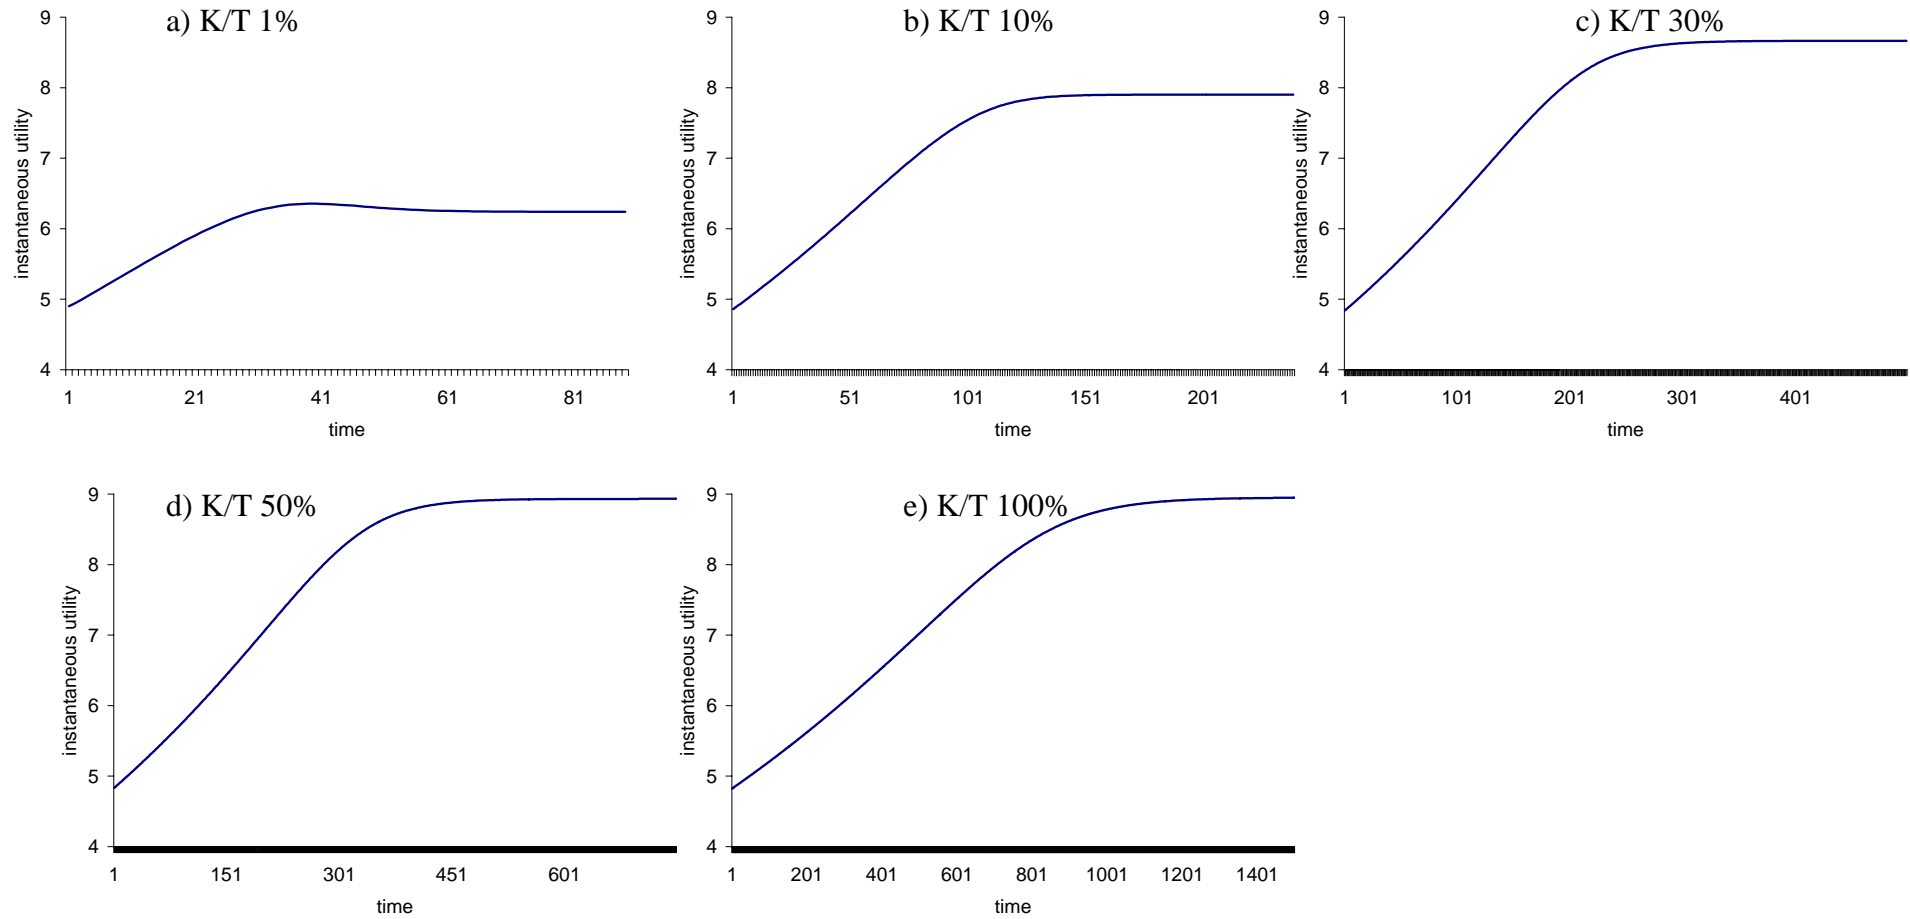 a) K/T 1%
9
8
7
6
5
4
instantaneous utility
1 21 41 61 81
time
b) K/T 10%
9
8
7
6
5
4
instantaneous utility
1 51 101 151 201
time
c) K/T 30%
9
8
7
6
5
4
instantaneous utility
1 101 201 301 401
time
d) K/T 50%
9
8
7
6
5
4
instantaneous utility
1 151 301 451 601
time
e) K/T 100%
9
8
7
6
5
4
instantaneous utility
1 201 401 601 801 1001 1201 1401
time